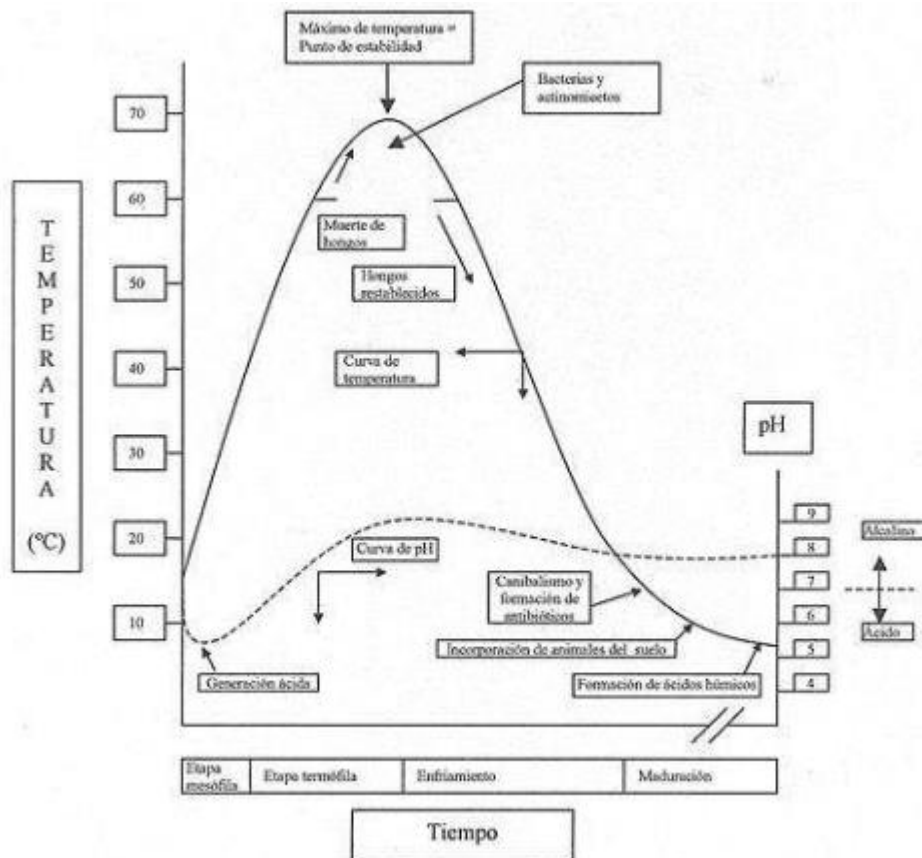 Máximo de temperatura =
Punto de estabilidad
Bacterias y
actinomicetos
70
60
50
40
30
20
10
TEMPERATURA
(°C)
Muerte de
hongos
Hongos
restablecidos
Curva de
temperatura
pH
9
8
7
6
5
4
Alcalino
Ácido
Curva de pH
Canibalismo y
formación de
antibióticos
Incorporación de animales del suelo
Generación ácida
Formación de ácidos húmicos
Etapa
mesófila
Etapa termófila
Enfriamiento
Maduración
Tiempo